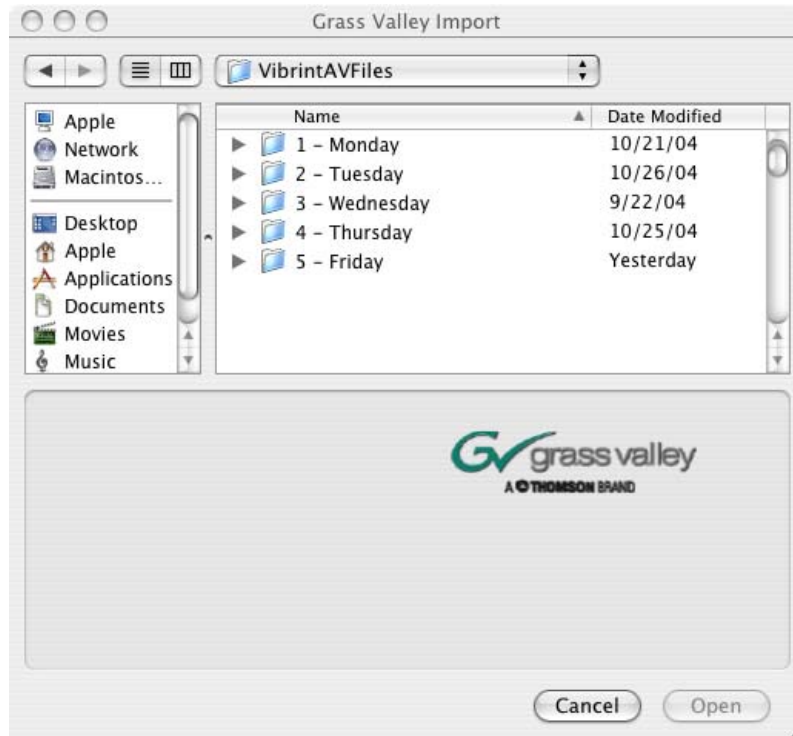 Grass Valley Import
VibrintAVFiles
Apple
Network
Macintos...
Desktop
Apple
Applications
Documents
Movies
Music
Name Date Modified
1 - Monday 10/21/04
2 - Tuesday 10/26/04
3 - Wednesday 9/22/04
4 - Thursday 10/25/04
5 - Friday Yesterday
GV grass valley
A THOMSON BRAND
Cancel Open